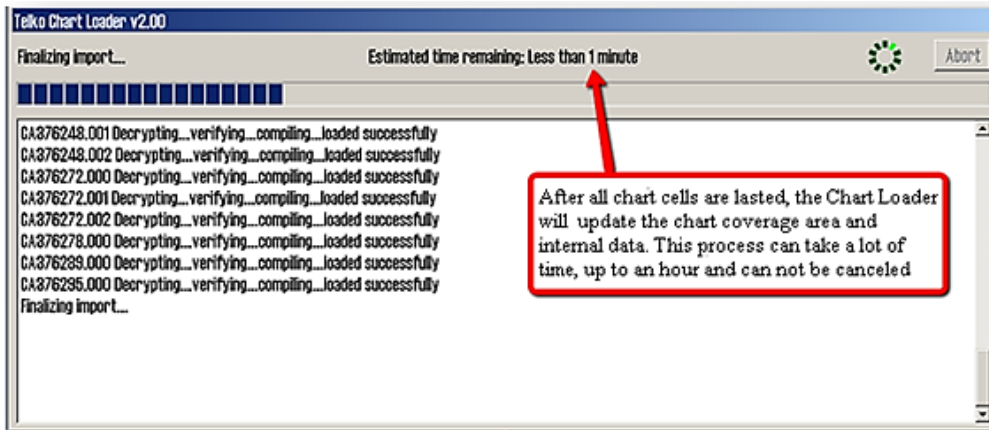 Telko Chart Loader v2.00
Finalizing import...
Estimated time remaining: Less than 1 minute
Abort
CA376248.001 Decrypting...verifying...compiling...loaded successfully
CA376248.002 Decrypting...verifying...compiling...loaded successfully
CA376272.000 Decrypting...verifying...compiling...loaded successfully
CA376272.001 Decrypting...verifying...compiling...loaded successfully
CA376272.002 Decrypting...verifying...compiling...loaded successfully
CA376278.000 Decrypting...verifying...compiling...loaded successfully
CA376289.000 Decrypting...verifying...compiling...loaded successfully
CA376295.000 Decrypting...verifying...compiling...loaded successfully
Finalizing import...
After all chart cells are lasted, the Chart Loader
will update the chart coverage area and
internal data. This process can take a lot of
time, up to an hour and can not be canceled